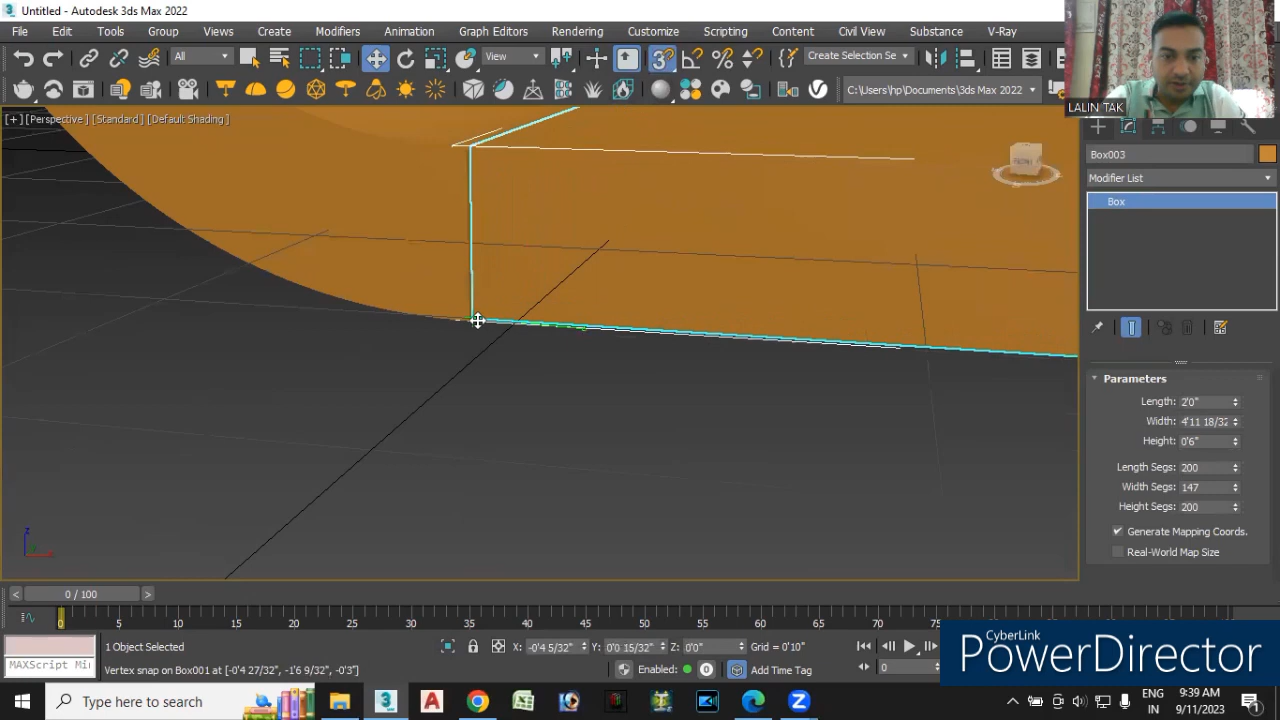 Untitled - Autodesk 3ds Max 2022
File Edit Tools Group Views Create Modifiers Animation Graph Editors Rendering Customize Scripting Content Civil View Substance V-Ray
All View Create Selection Se C:\Users\hp\Documents\3ds Max 2022
LALIN TAK
[+] [Perspective] [Standard] [Default Shading]
Box003
Modifier List
Box
Parameters
Length: 2'0"
Width: 4'11 18/32
Height: 0'6"
Length Segs: 200
Width Segs: 147
Height Segs: 200
Generate Mapping Coords.
Real-World Map Size
z
0 / 100
0 5 10 15 20 25 30 35 40 45 50 55 60 65 70 75
1 Object Selected X: -0'4 5/32" Y: 0'0 15/32" Z: 0'0" Grid = 0'10"
MAXScript Mi Vertex snap on Box001 at [-0'4 27/32", -1'6 9/32", -0'3"] Enabled: 0 Add Time Tag 0
CyberLink
PowerDirector
Type here to search
ENG
IN
9:39 AM
9/11/2023